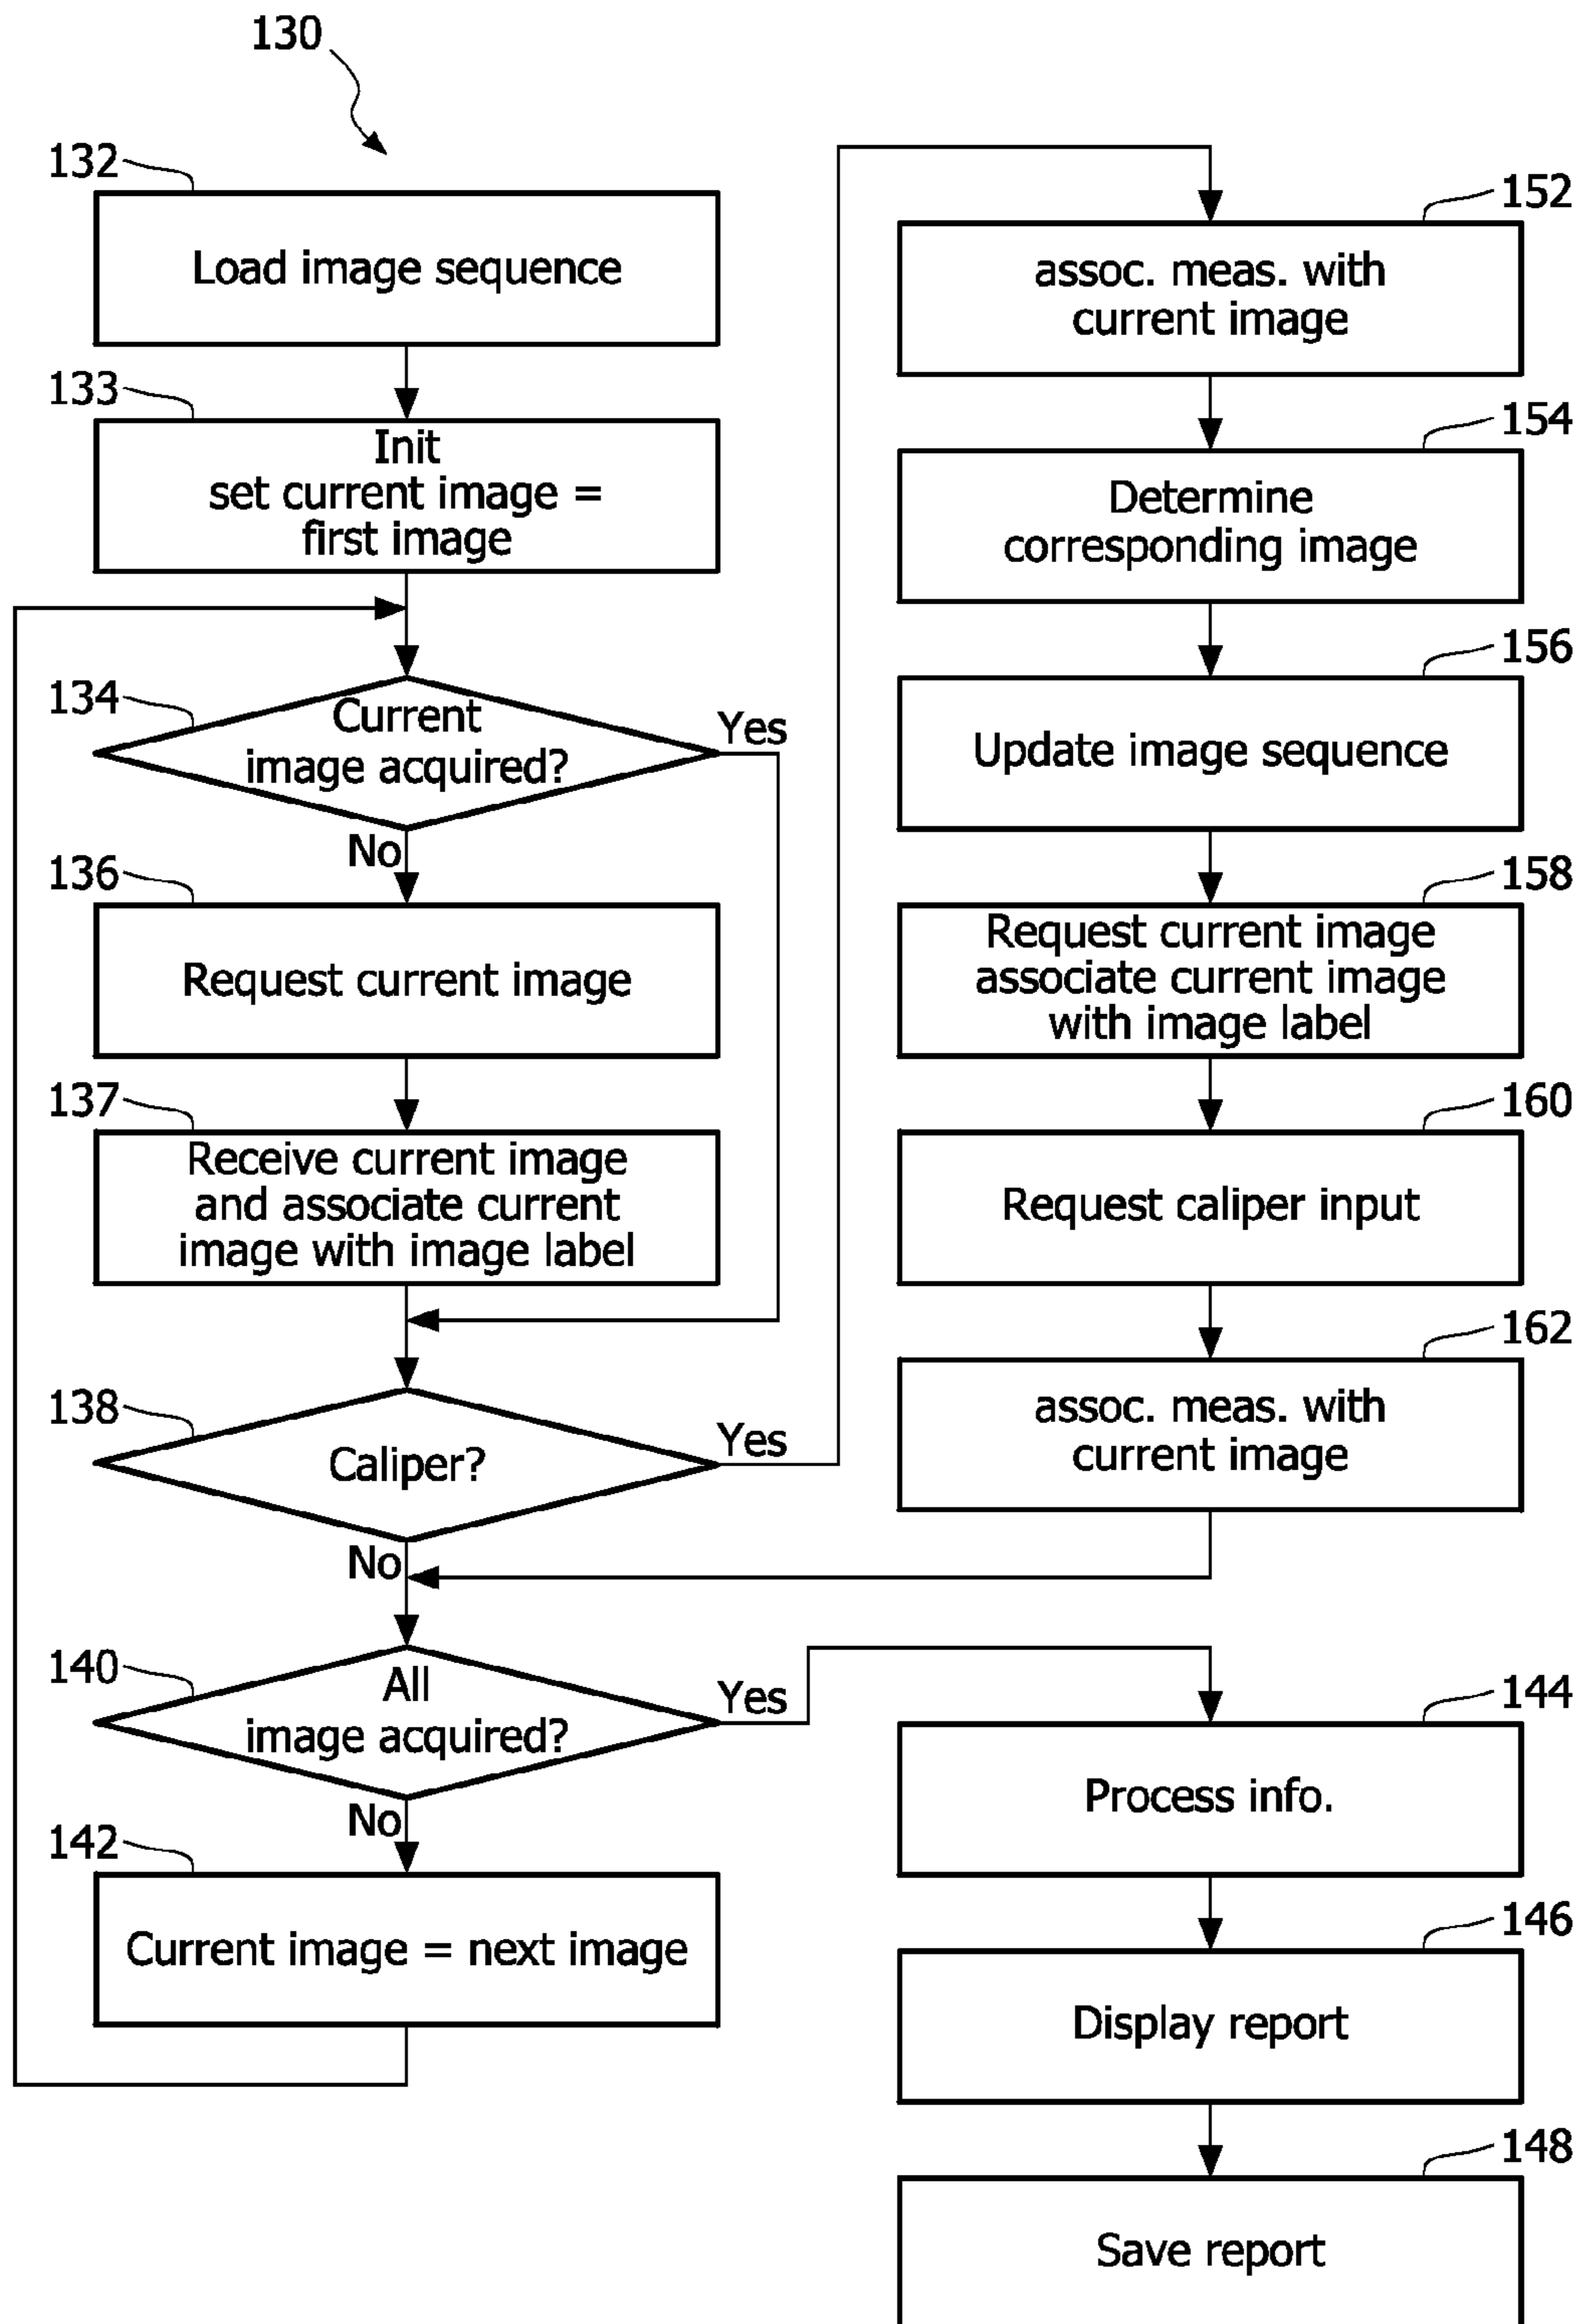 130
132
Load image sequence
133
Init
set current image =
first image
134
Current
image acquired?
Yes
No
136
Request current image
137
Receive current image
and associate current
image with image label
138
Caliper?
Yes
No
140
All
image acquired?
Yes
No
142
Current image = next image
152
assoc. meas. with
current image
154
Determine
corresponding image
156
Update image sequence
158
Request current image
associate current image
with image label
160
Request caliper input
162
assoc. meas. with
current image
144
Process info.
146
Display report
148
Save report